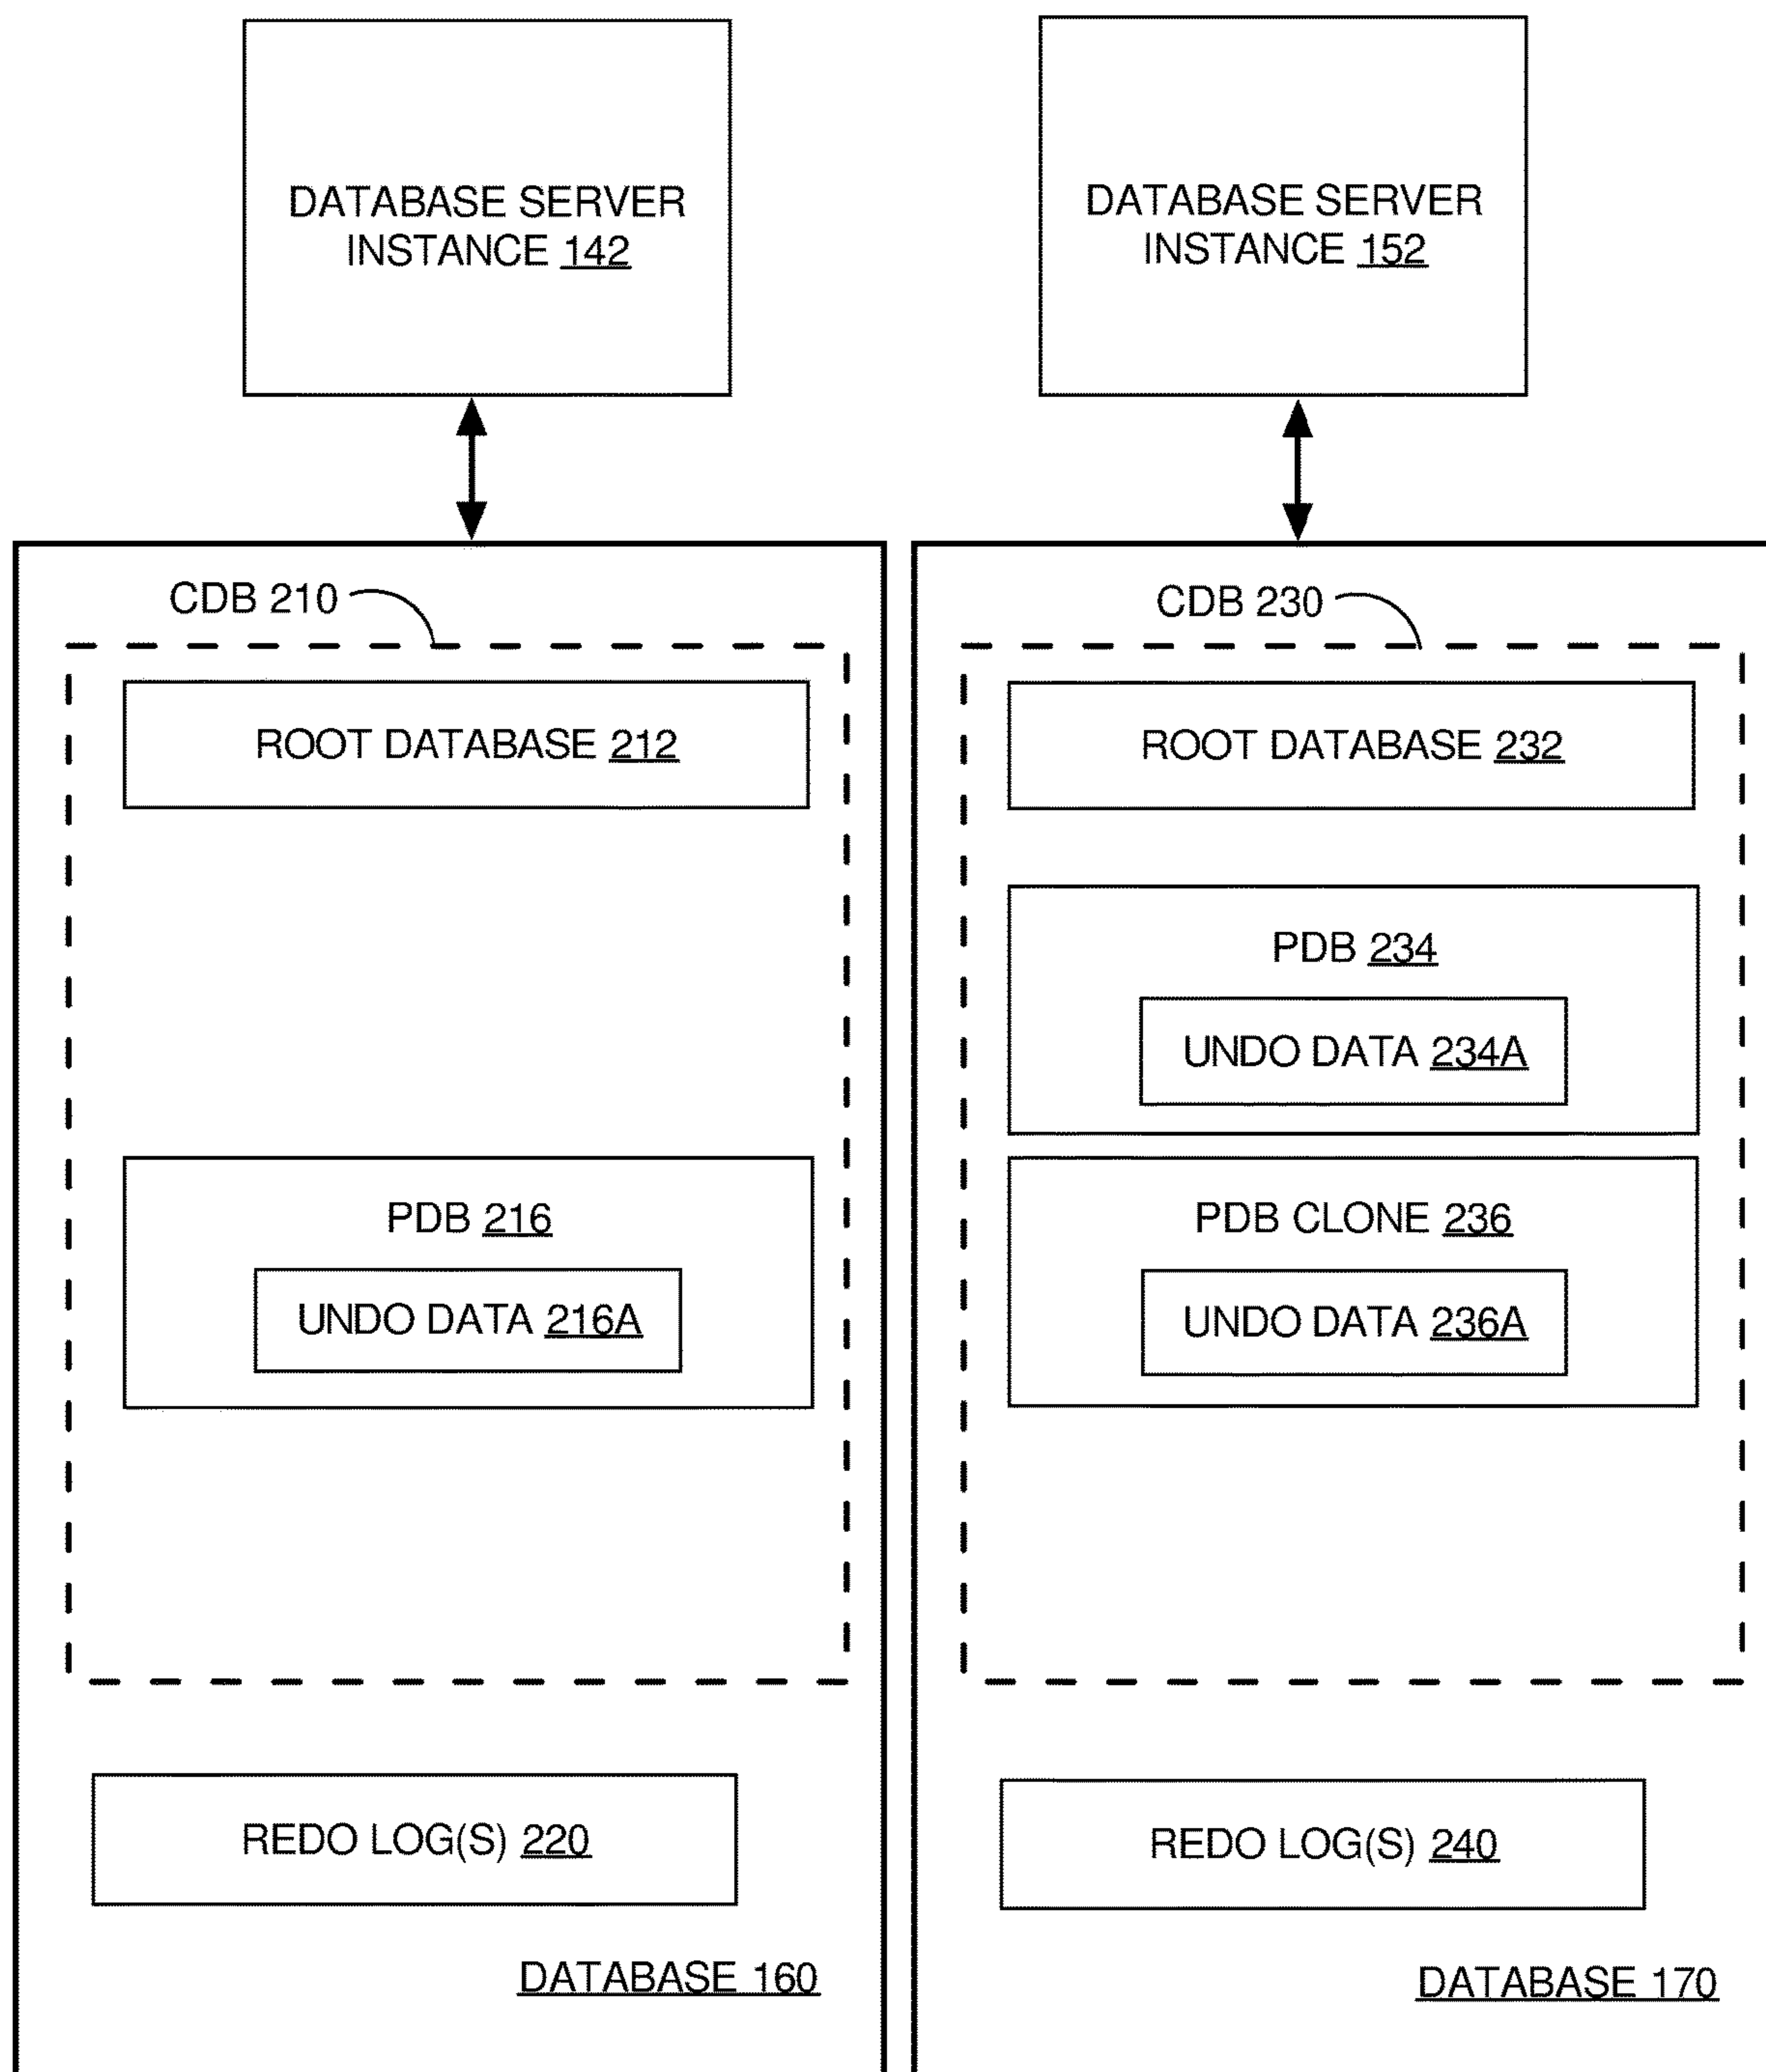 DATABASE SERVER
INSTANCE 142
DATABASE SERVER
INSTANCE 152
CDB 210
ROOT DATABASE 212
PDB 216
UNDO DATA 216A
REDO LOG(S) 220
DATABASE 160
CDB 230
ROOT DATABASE 232
PDB 234
UNDO DATA 234A
PDB CLONE 236
UNDO DATA 236A
REDO LOG(S) 240
DATABASE 170